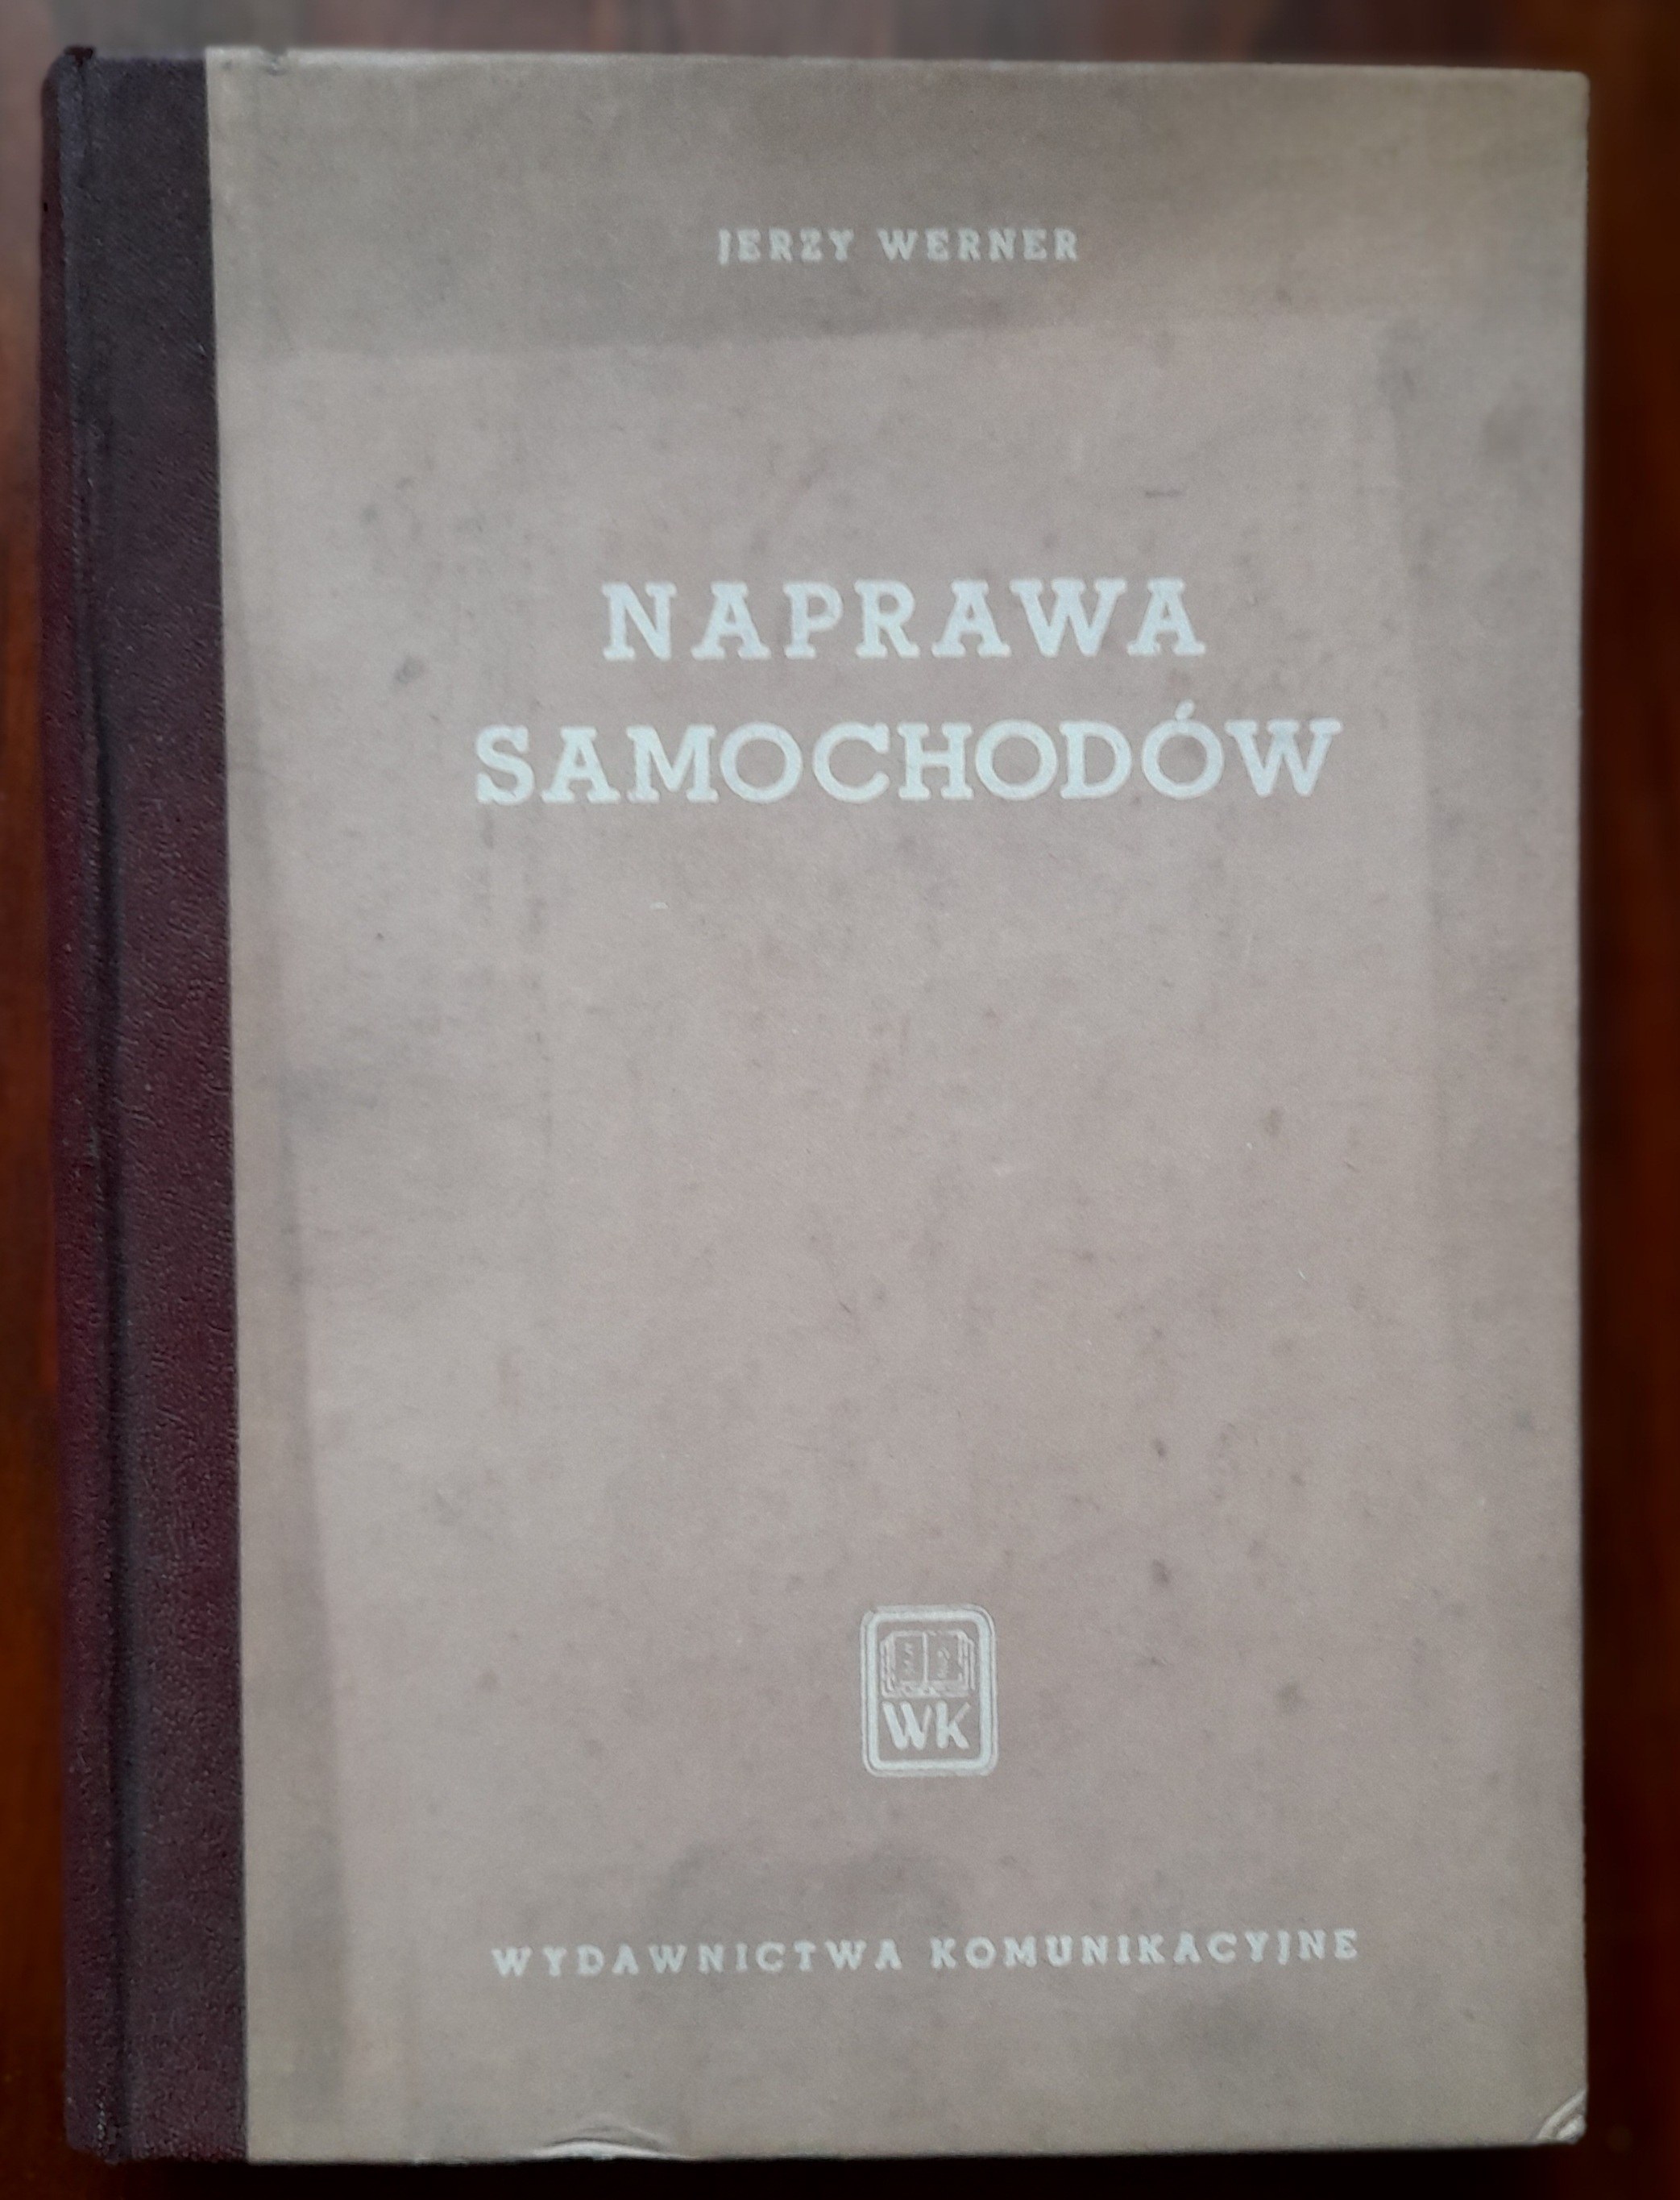 JERZY WERNER
NAPRAWA
SAMOCHODÓW
WK
WYDAWNICTWA KOMUNIKACYJNE